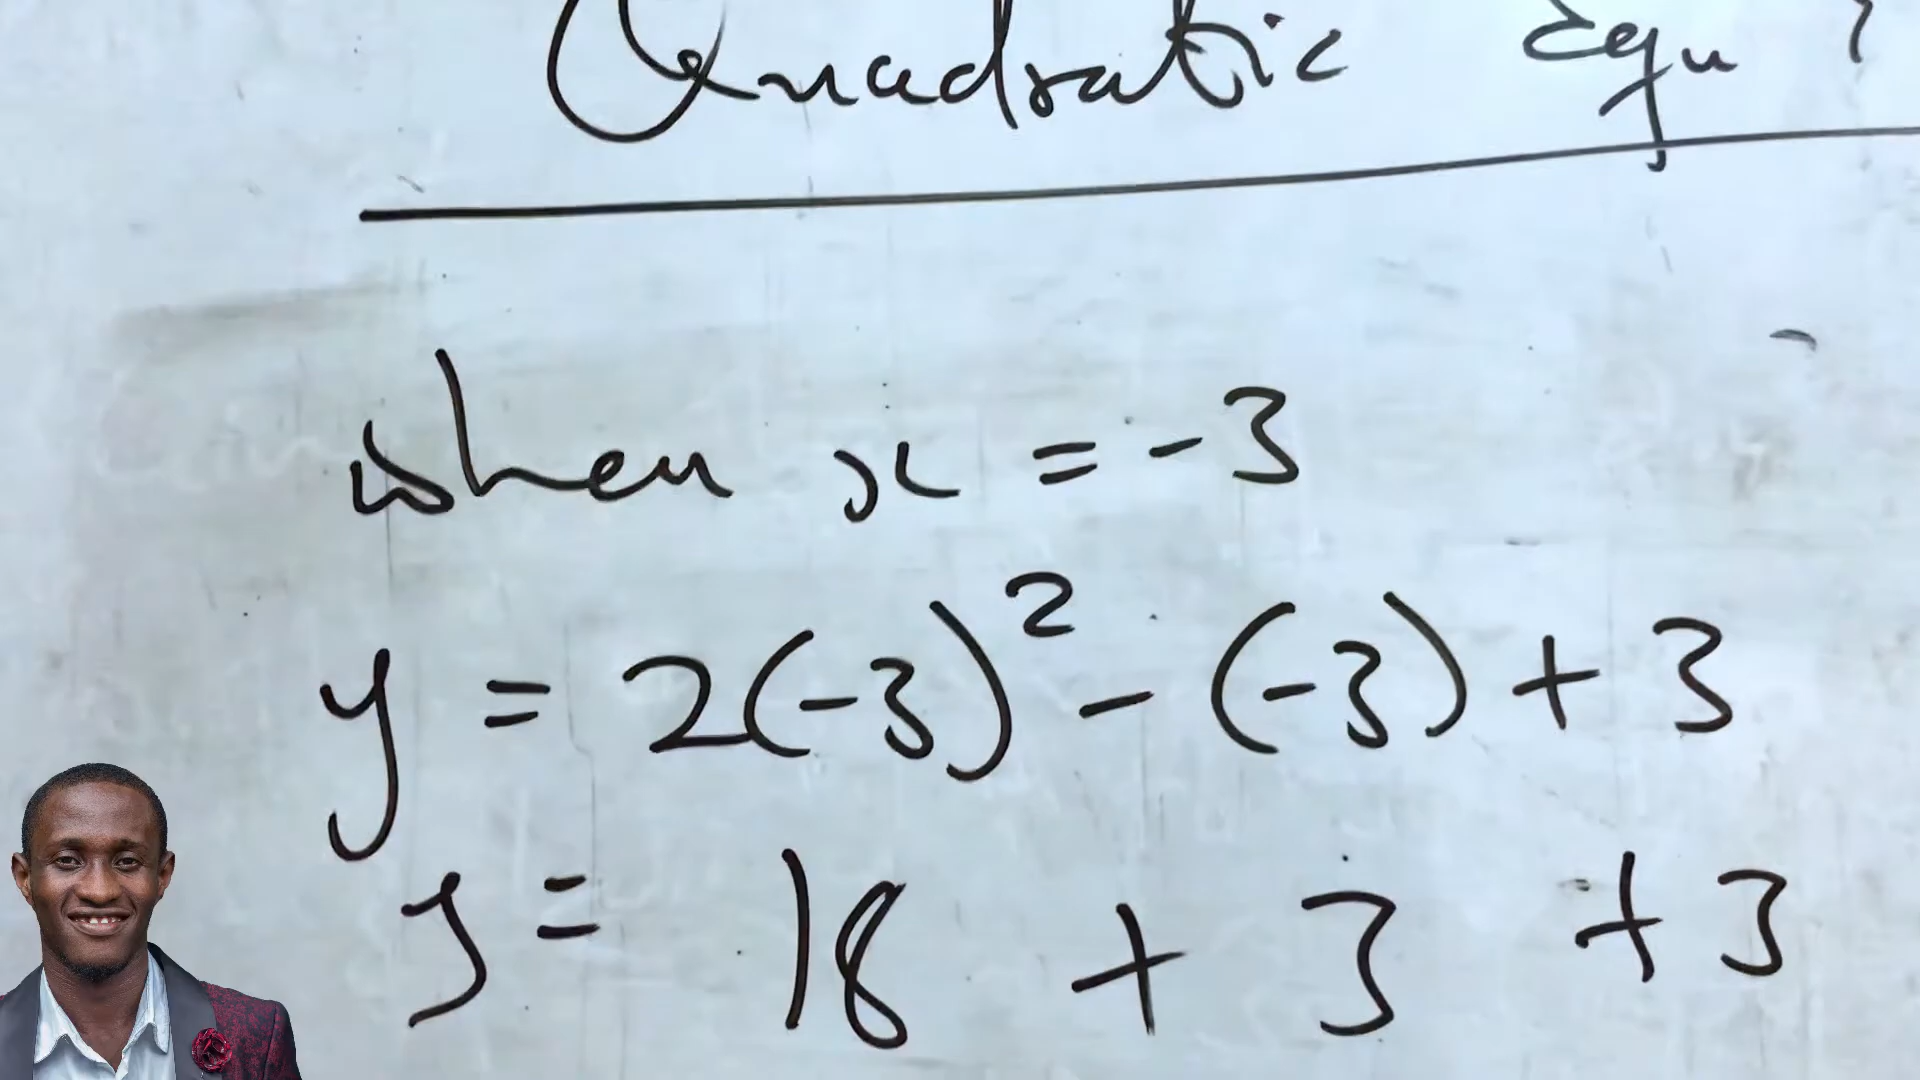 Quadratic Equ?
when x = -3
y = 2(-3)² - (-3) + 3
y = 18 + 3 + 3